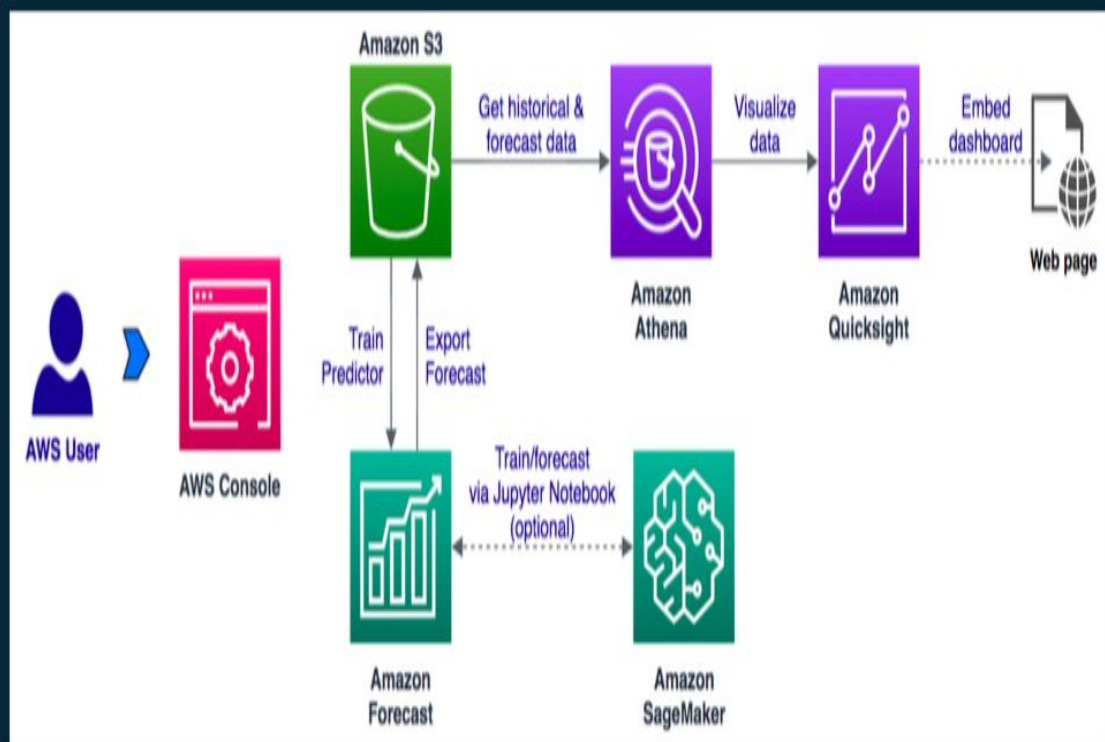 Amazon S3
Get historical &
forecast data
Visualize
data
Embed
dashboard
Web page
Amazon
Athena
Amazon
Quicksight
Train
Predictor
Export
Forecast
AWS User
AWS Console
Train/forecast
via Jupyter Notebook
(optional)
Amazon
Forecast
Amazon
SageMaker